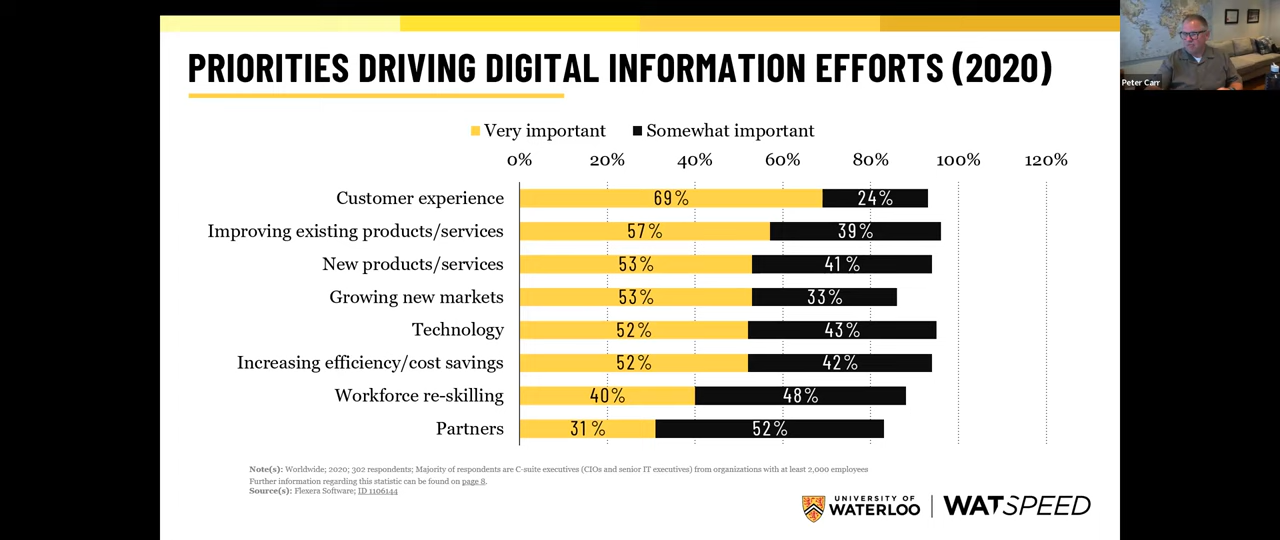 PRIORITIES DRIVING DIGITAL INFORMATION EFFORTS (2020)
Peter Carr
Very important Somewhat important
0% 20% 40% 60% 80% 100% 120%
Customer experience 69% 24%
Improving existing products/services 57% 39%
New products/services 53% 41%
Growing new markets 53% 33%
Technology 52% 43%
Increasing efficiency/cost savings 52% 42%
Workforce re-skilling 40% 48%
Partners 31% 52%
Note(s): Worldwide; 2020; 302 respondents; Majority of respondents are C-suite executives (CIOs and senior IT executives) from organizations with at least 2,000 employees
Further information regarding this statistic can be found on page 8.
Source(s): Flexera Software; ID 1106144
UNIVERSITY OF
WATERLOO WATSPEED